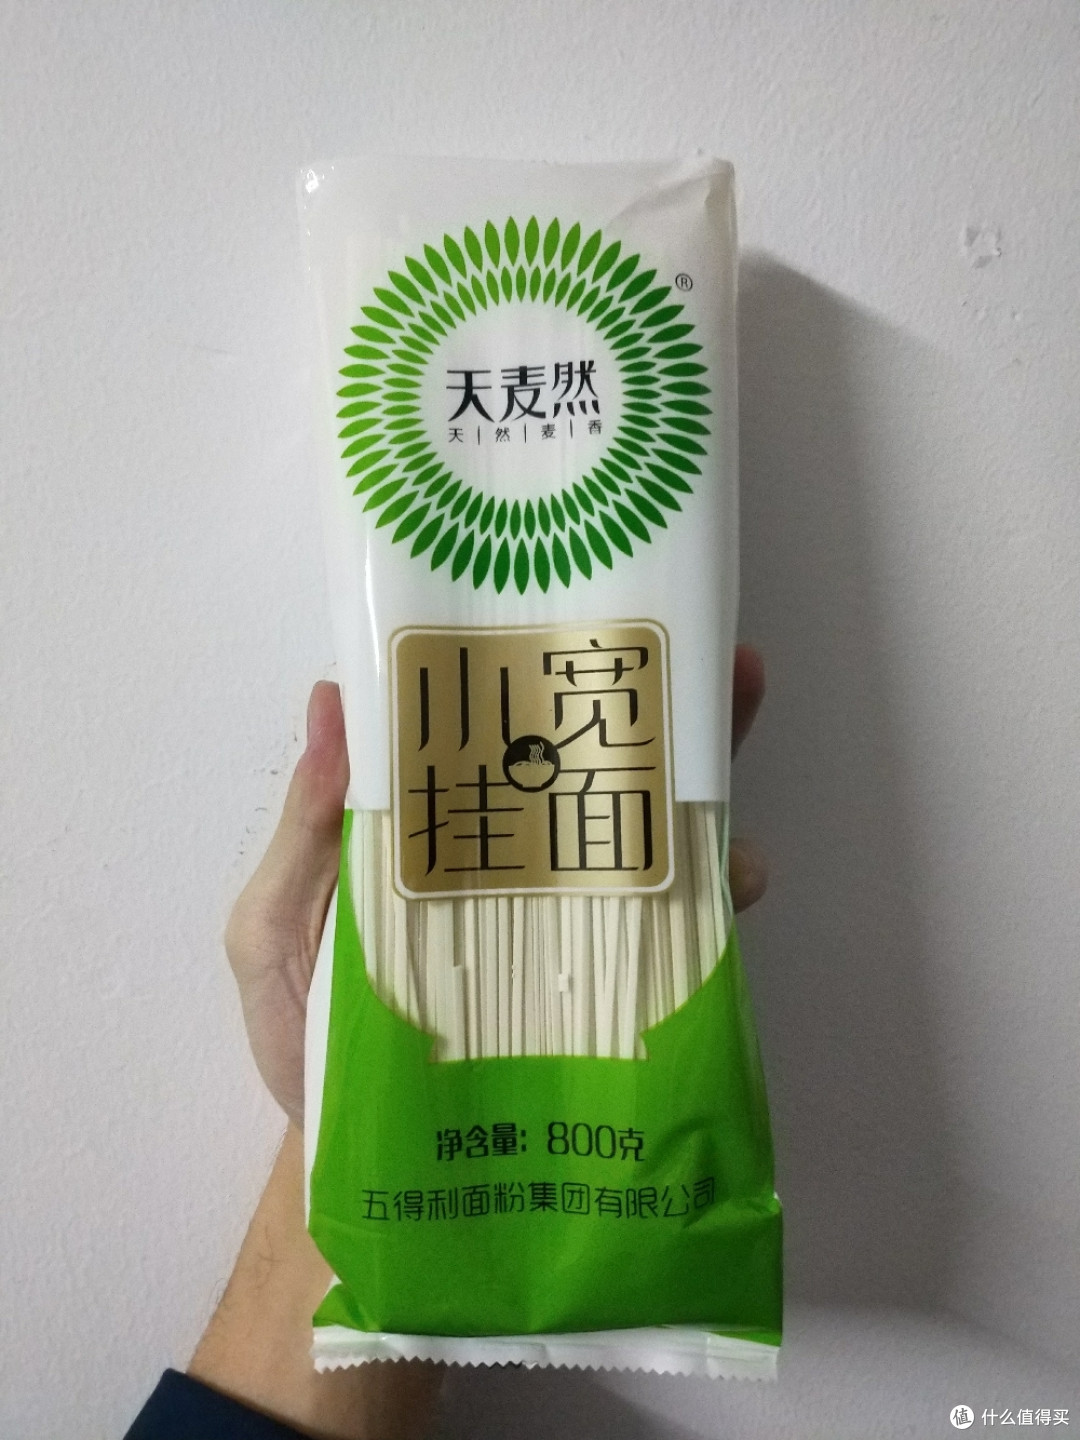 ®
天麦然
天|然|麦|香
小宽
挂面
净含量：800克
五得利面粉集团有限公司
值 什么值得买